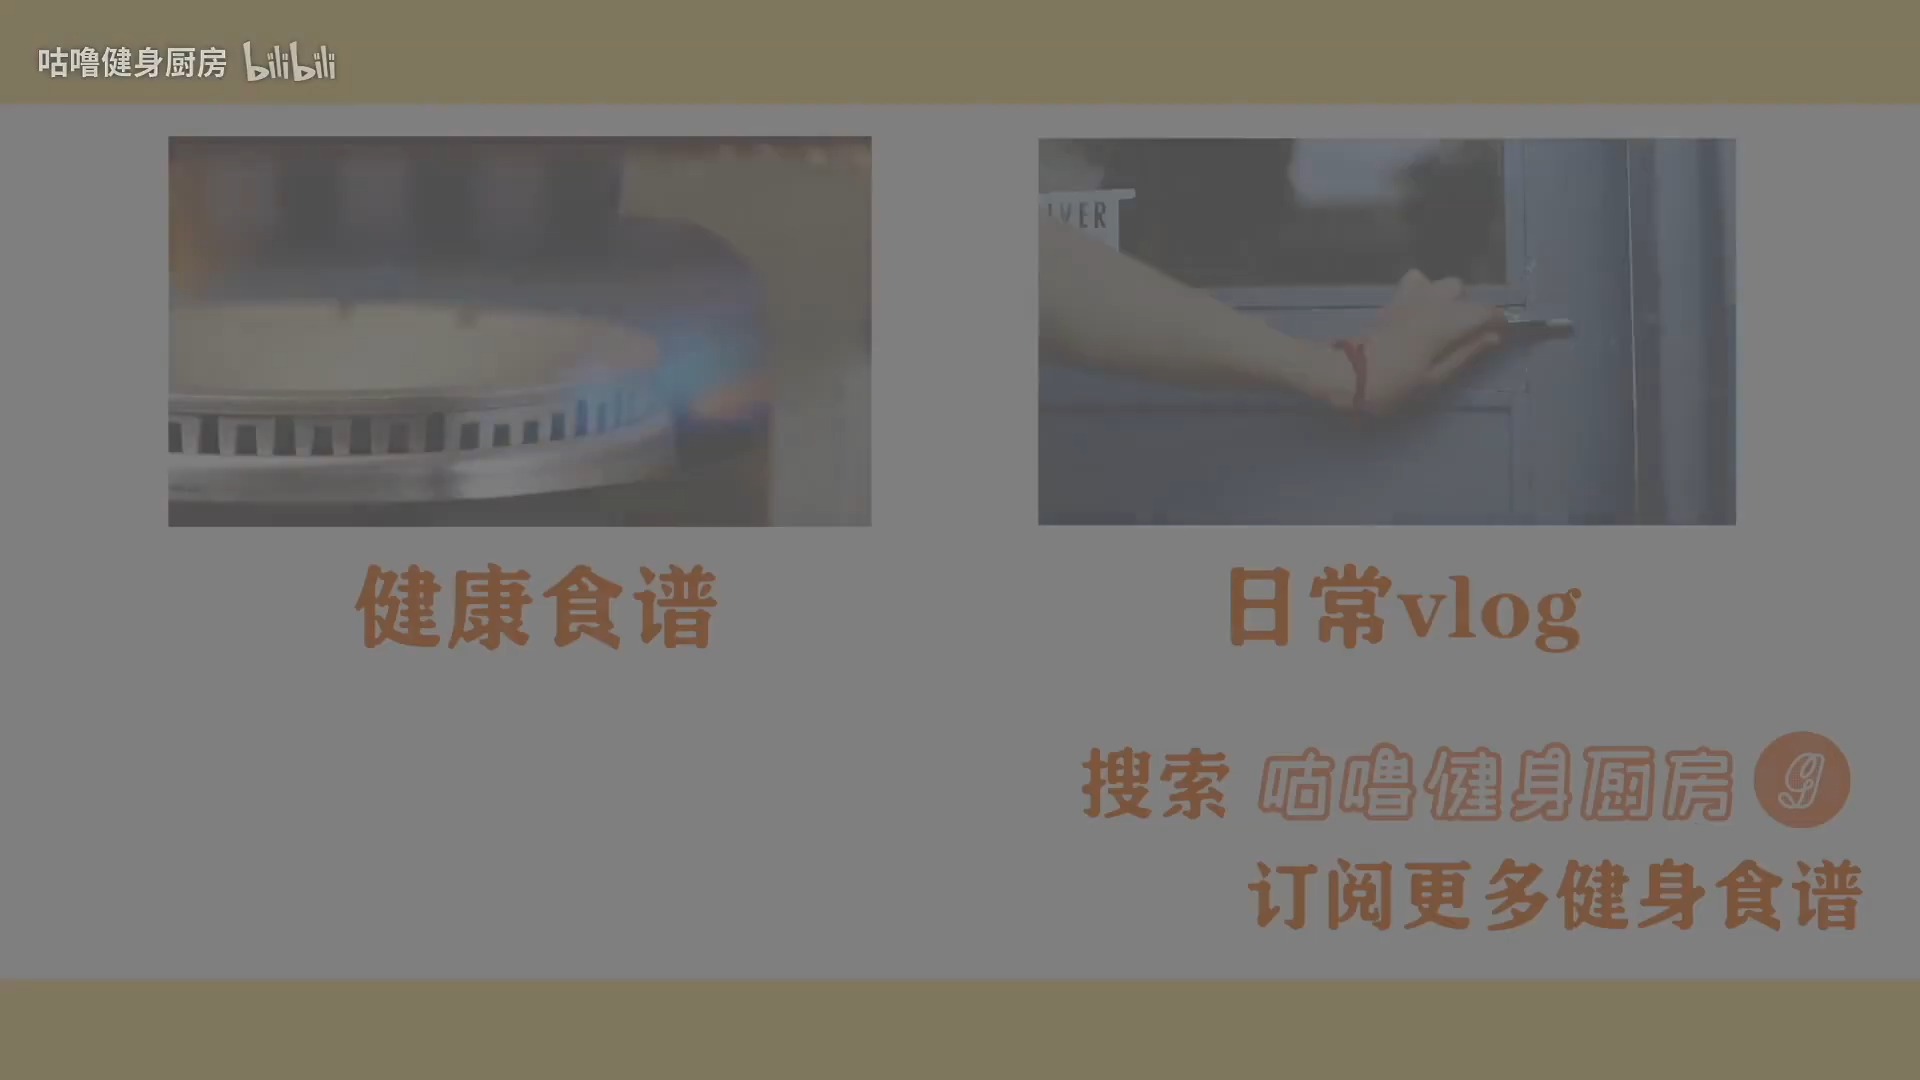 咕噜健身厨房 bilibili
IVER
健康食谱
日常vlog
搜索 咕噜健身厨房 g
订阅更多健身食谱